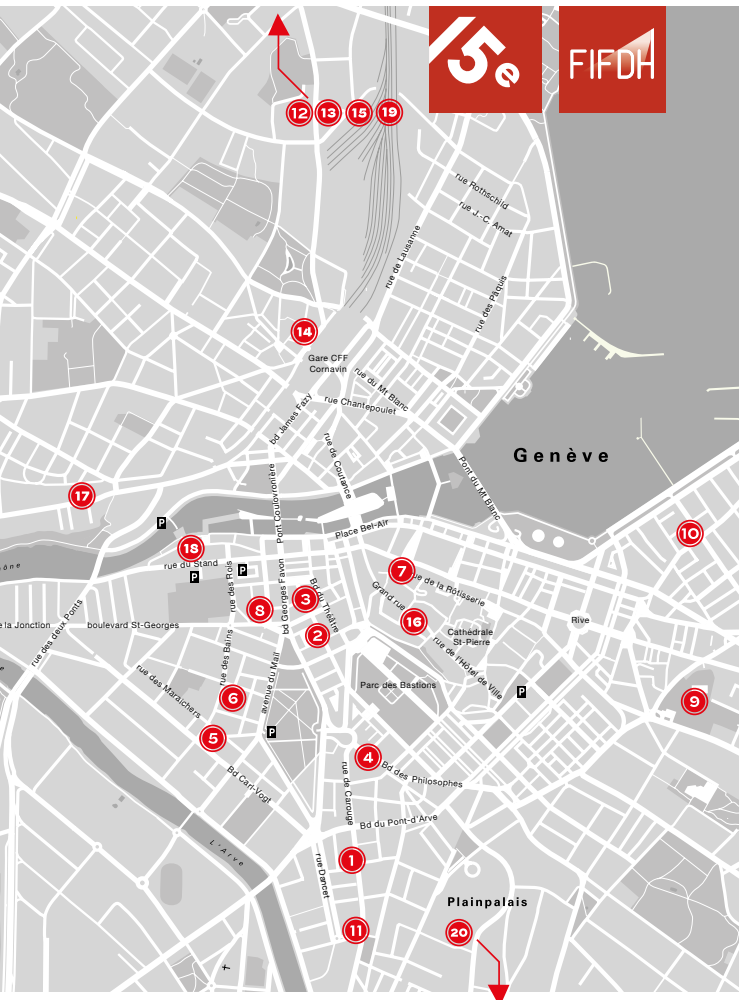 15e
FIFDH
12
13
15
19
rue Rothschild
rue J.-C. Amat
rue de Lausanne
rue des Pâquis
14
Gare CFF
Cornavin
rue du Mt Blanc
rue Chantepoulet
bd James Fazy
rue de Coutance
Genève
Pont du Mt Blanc
Pont Coulouvrenière
17
P
Place Bel-Air
10
18
rue du Stand
P
P
ône
rue des Rois
bd Georges Favon
Bd du Théâtre
7
rue de la Rôtisserie
Grand rue
3
8
16
2
e la Jonction
boulevard St-Georges
rue des deux Ponts
Cathédrale
St-Pierre
Rive
rue de l'Hôtel de Ville
rue des Bains
avenue du Mail
rue des Maraîchers
Parc des Bastions
P
6
9
5
P
4
Bd des Philosophes
rue de Carouge
Bd Carl-Vogt
Bd du Pont-d'Arve
L'Arve
1
rue Dancet
Plainpalais
11
20